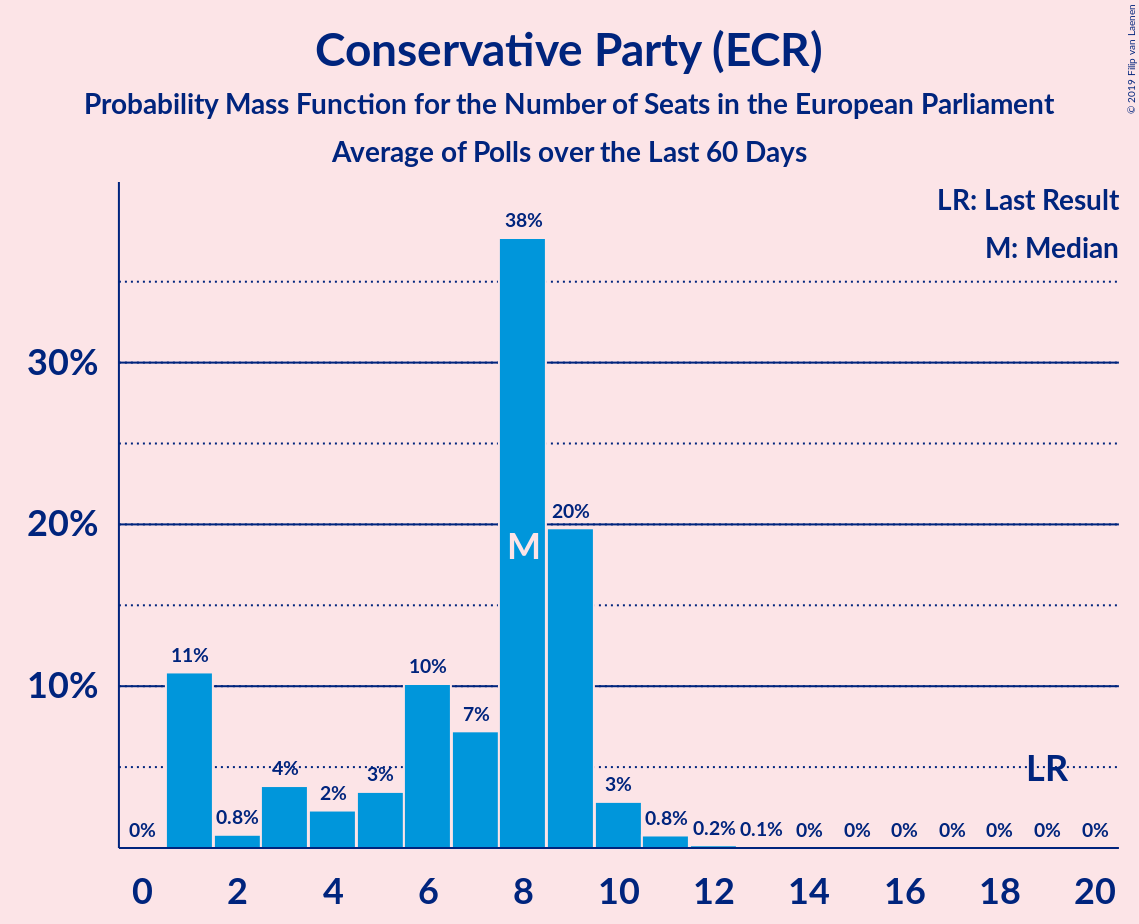 Conservative Party (ECR)
Probability Mass Function for the Number of Seats in the European Parliament
Average of Polls over the Last 60 Days
© 2019 Filip van Laenen
LR: Last Result
M: Median
30%
20%
10%
0%
11%
0.8%
4%
2%
3%
10%
7%
38%
20%
3%
0.8%
0.2%
0.1%
0%
0%
0%
0%
0%
0%
0%
M
LR
0 2 4 6 8 10 12 14 16 18 20